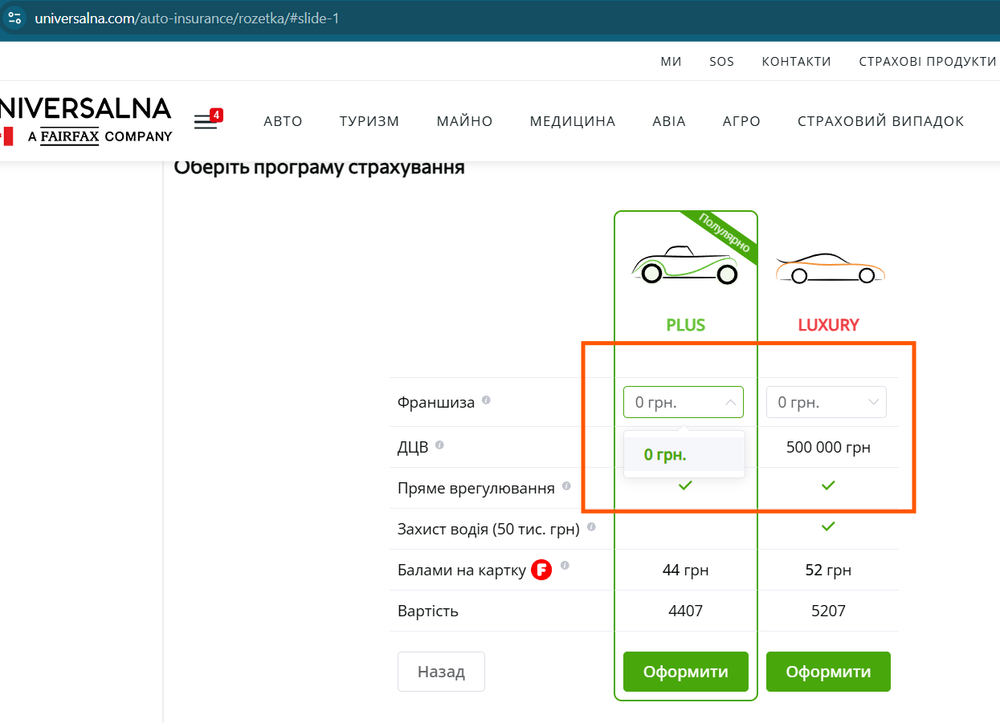 universalna.com/auto-insurance/rozetka/#slide-1
МИ SOS КОНТАКТИ СТРАХОВІ ПРОДУКТИ
NIVERSALNA
A FAIRFAX COMPANY
4
АВТО ТУРИЗМ МАЙНО МЕДИЦИНА АВІА АГРО СТРАХОВИЙ ВИПАДОК
Оберіть програму страхування
Популярно
PLUS LUXURY
Франшиза 0 грн. 0 грн.
ДЦВ 0 грн. 500 000 грн
Пряме врегулювання
Захист водія (50 тис. грн)
Балами на картку F 44 грн 52 грн
Вартість 4407 5207
Назад Оформити Оформити